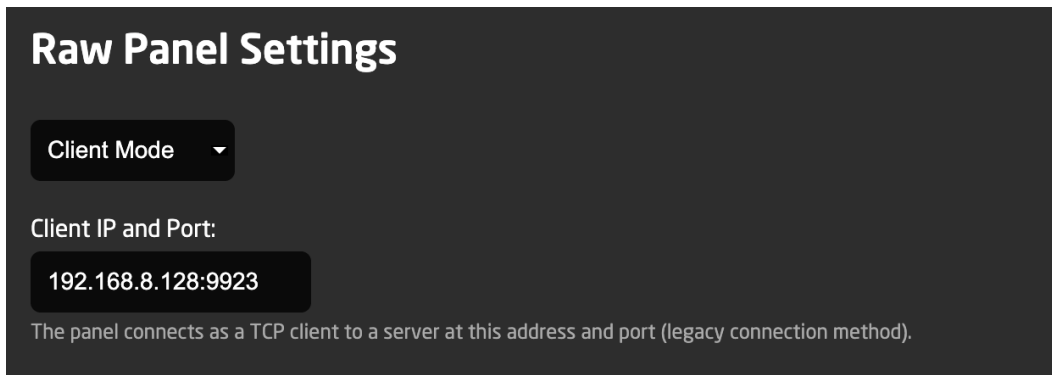 Raw Panel Settings
Client Mode
Client IP and Port:
192.168.8.128:9923
The panel connects as a TCP client to a server at this address and port (legacy connection method).